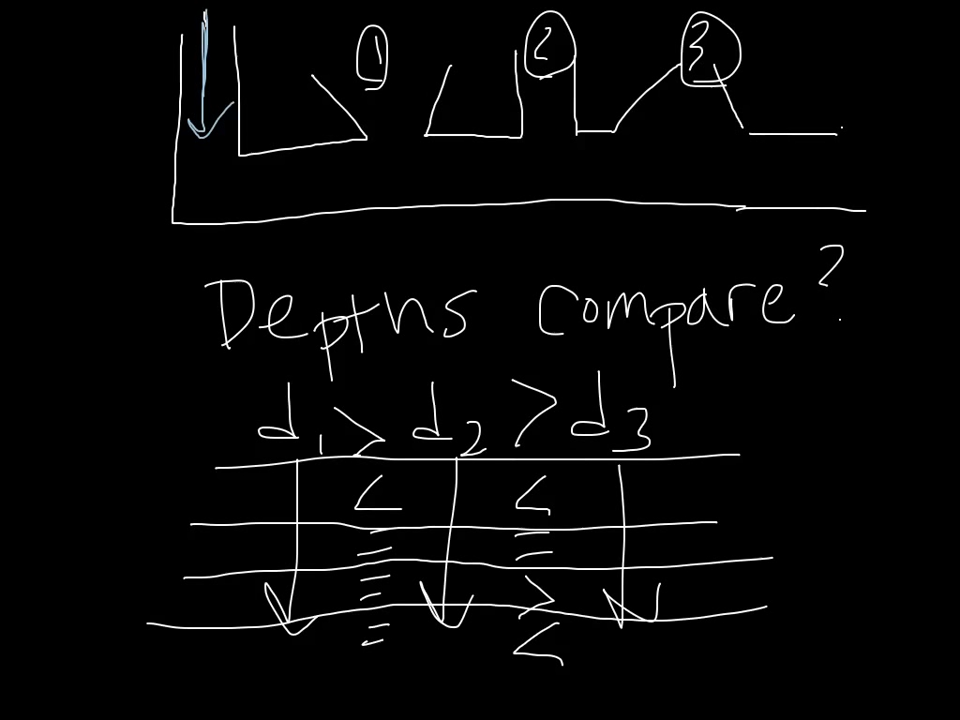 1 2 3
Depths compare?
d1 > d2 > d3
< <
= =
= >
= <